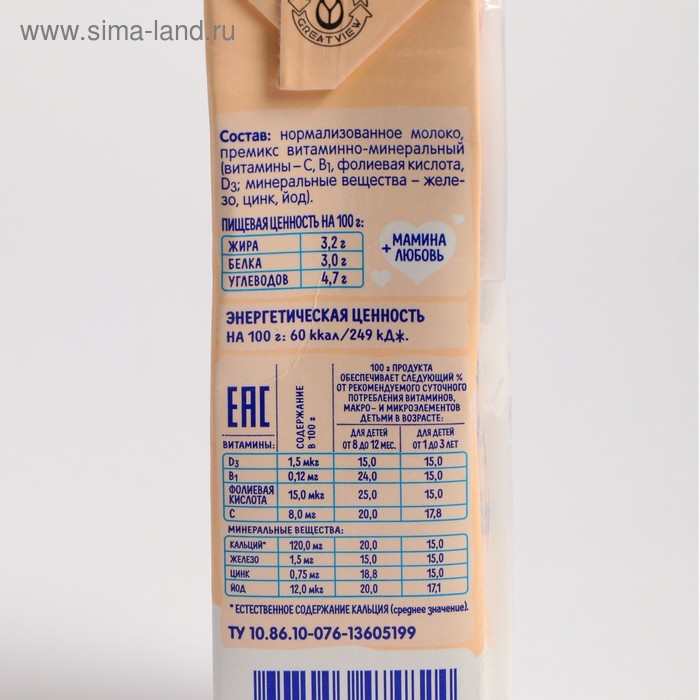 © www.sima-land.ru
GREATVIEW
Состав: нормализованное молоко,
премикс витаминно-минеральный
(витамины – С, В1, фолиевая кислота,
D3; минеральные вещества – желе-
зо, цинк, йод).
ПИЩЕВАЯ ЦЕННОСТЬ НА 100 г:
ЖИРА 3,2 г
БЕЛКА 3,0 г
УГЛЕВОДОВ 4,7 г
+ МАМИНА
ЛЮБОВЬ
ЭНЕРГЕТИЧЕСКАЯ ЦЕННОСТЬ
НА 100 г: 60 ккал/249 кДж.
EAC
ВИТАМИНЫ:
СОДЕРЖАНИЕ
В 100 г
100 г ПРОДУКТА
ОБЕСПЕЧИВАЕТ СЛЕДУЮЩИЙ %
ОТ РЕКОМЕНДУЕМОГО СУТОЧНОГО
ПОТРЕБЛЕНИЯ ВИТАМИНОВ,
МАКРО- И МИКРОЭЛЕМЕНТОВ
ДЕТЬМИ В ВОЗРАСТЕ:
ДЛЯ ДЕТЕЙ
ОТ 8 ДО 12 МЕС.
ДЛЯ ДЕТЕЙ
ОТ 1 ДО 3 ЛЕТ
D3 1,5 мкг 15,0 15,0
В1 0,12 мг 24,0 15,0
ФОЛИЕВАЯ
КИСЛОТА 15,0 мкг 25,0 15,0
С 8,0 мг 20,0 17,8
МИНЕРАЛЬНЫЕ ВЕЩЕСТВА:
КАЛЬЦИЙ* 120,0 мг 20,0 15,0
ЖЕЛЕЗО 1,5 мг 15,0 15,0
ЦИНК 0,75 мг 18,8 15,0
ЙОД 12,0 мкг 20,0 17,1
* ЕСТЕСТВЕННОЕ СОДЕРЖАНИЕ КАЛЬЦИЯ (среднее значение).
ТУ 10.86.10-076-13605199